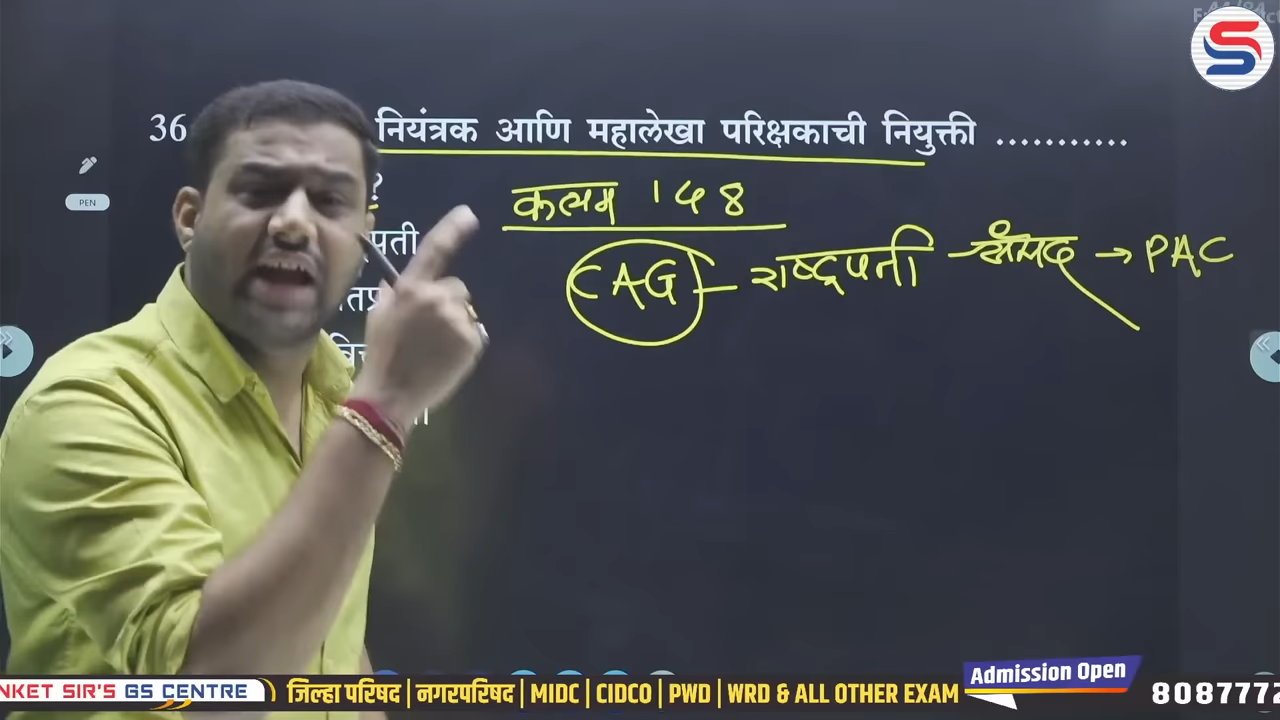 36 नियंत्रक आणि महालेखा परिक्षकाची नियुक्ती ...........
?
PEN
कलम 148
CAG - राष्ट्रपती → संसद → PAC
NKET SIR'S GS CENTRE
जिल्हा परिषद | नगरपरिषद | MIDC | CIDCO | PWD | WRD & ALL OTHER EXAM
Admission Open
808777